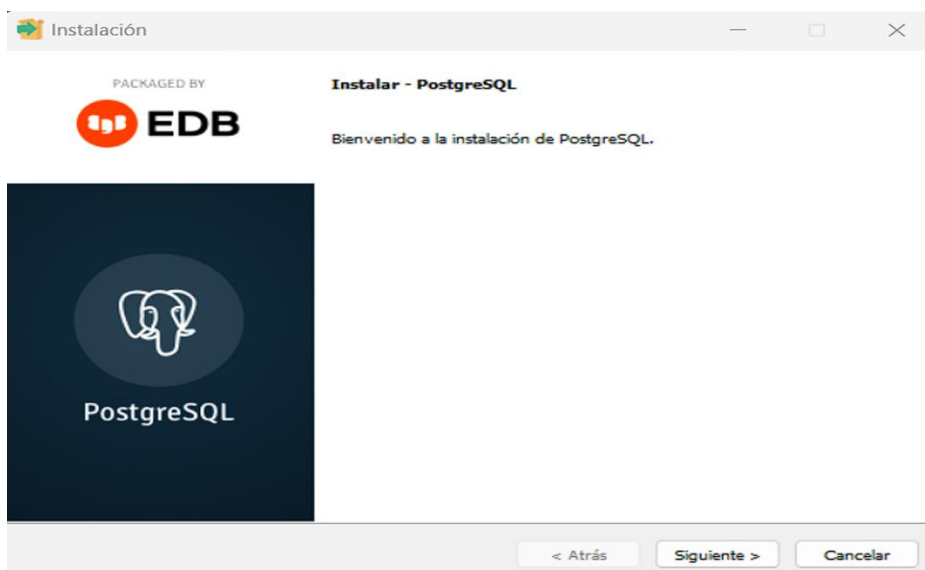 Instalación
PACKAGED BY
EDB
Instalar - PostgreSQL
Bienvenido a la instalación de PostgreSQL.
PostgreSQL
< Atrás
Siguiente >
Cancelar